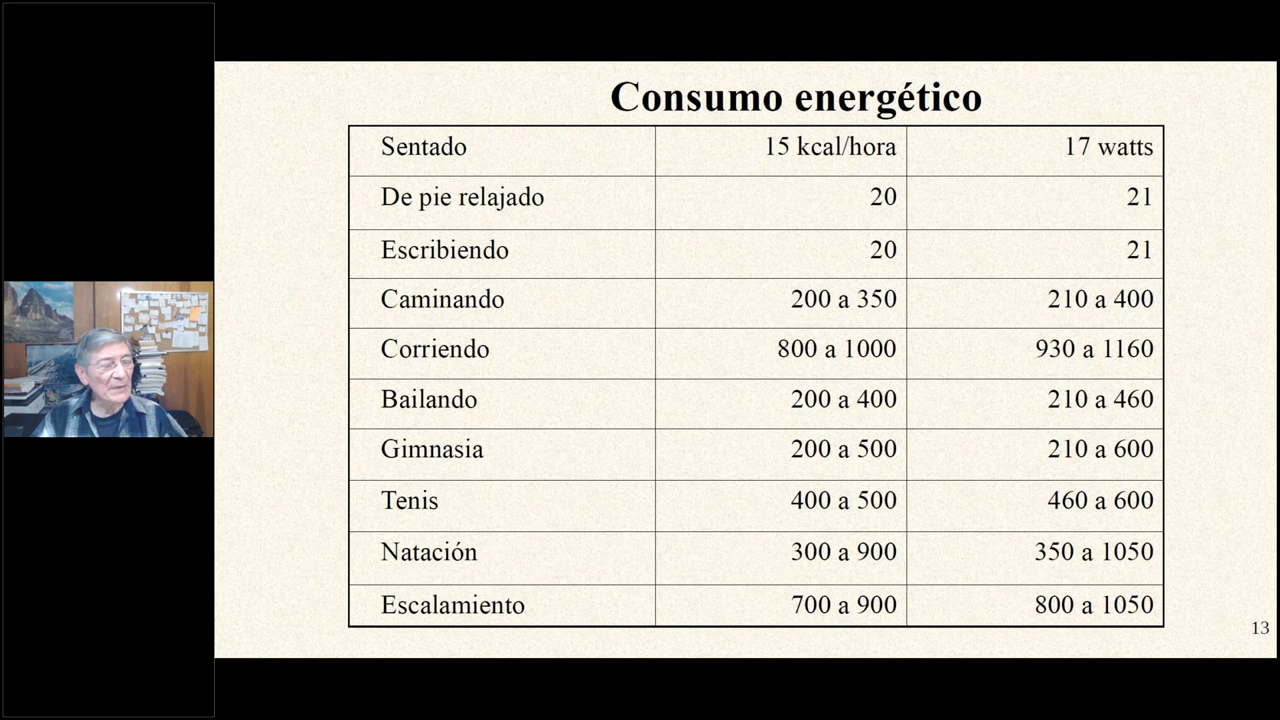 Consumo energético
Sentado 15 kcal/hora 17 watts
De pie relajado 20 21
Escribiendo 20 21
Caminando 200 a 350 210 a 400
Corriendo 800 a 1000 930 a 1160
Bailando 200 a 400 210 a 460
Gimnasia 200 a 500 210 a 600
Tenis 400 a 500 460 a 600
Natación 300 a 900 350 a 1050
Escalamiento 700 a 900 800 a 1050
13